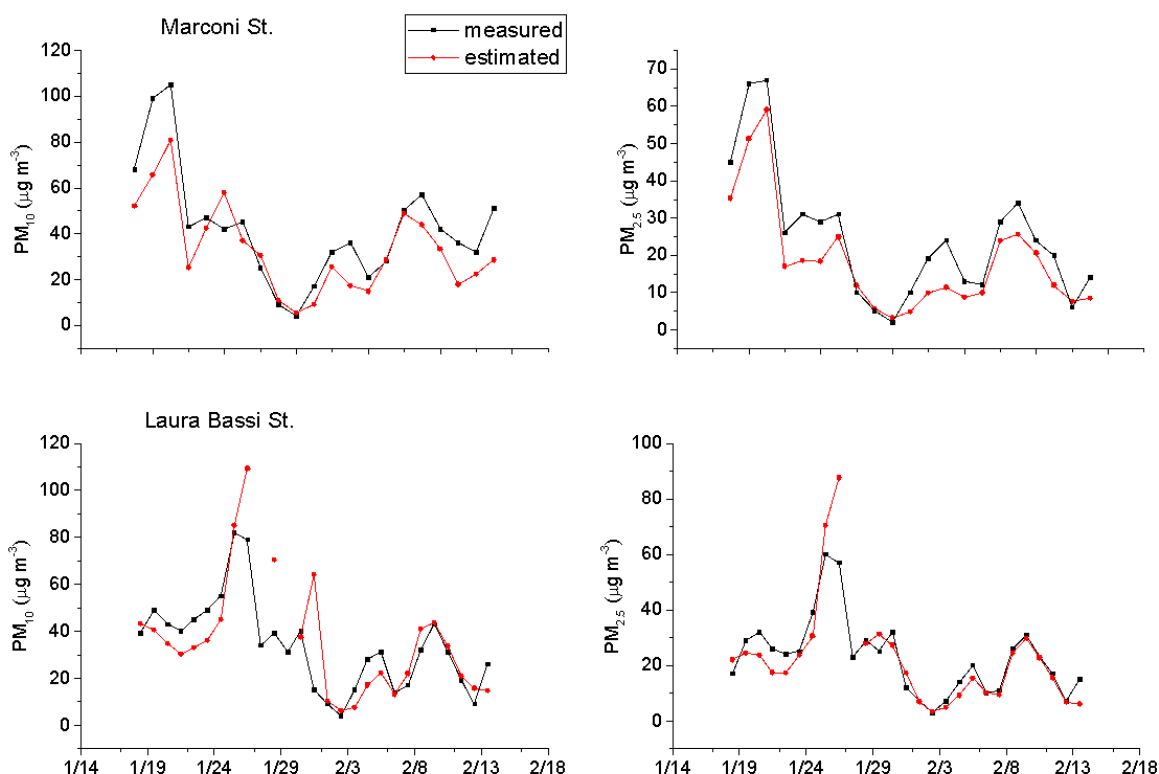 Marconi St.
measured
estimated
120
100
80
60
40
20
0
PM10 (μg m-3)
70
60
50
40
30
20
10
0
PM2.5 (μg m-3)
Laura Bassi St.
120
100
80
60
40
20
0
PM10 (μg m-3)
1/14 1/19 1/24 1/29 2/3 2/8 2/13 2/18
100
80
60
40
20
0
PM2.5 (μg m-3)
1/14 1/19 1/24 1/29 2/3 2/8 2/13 2/18